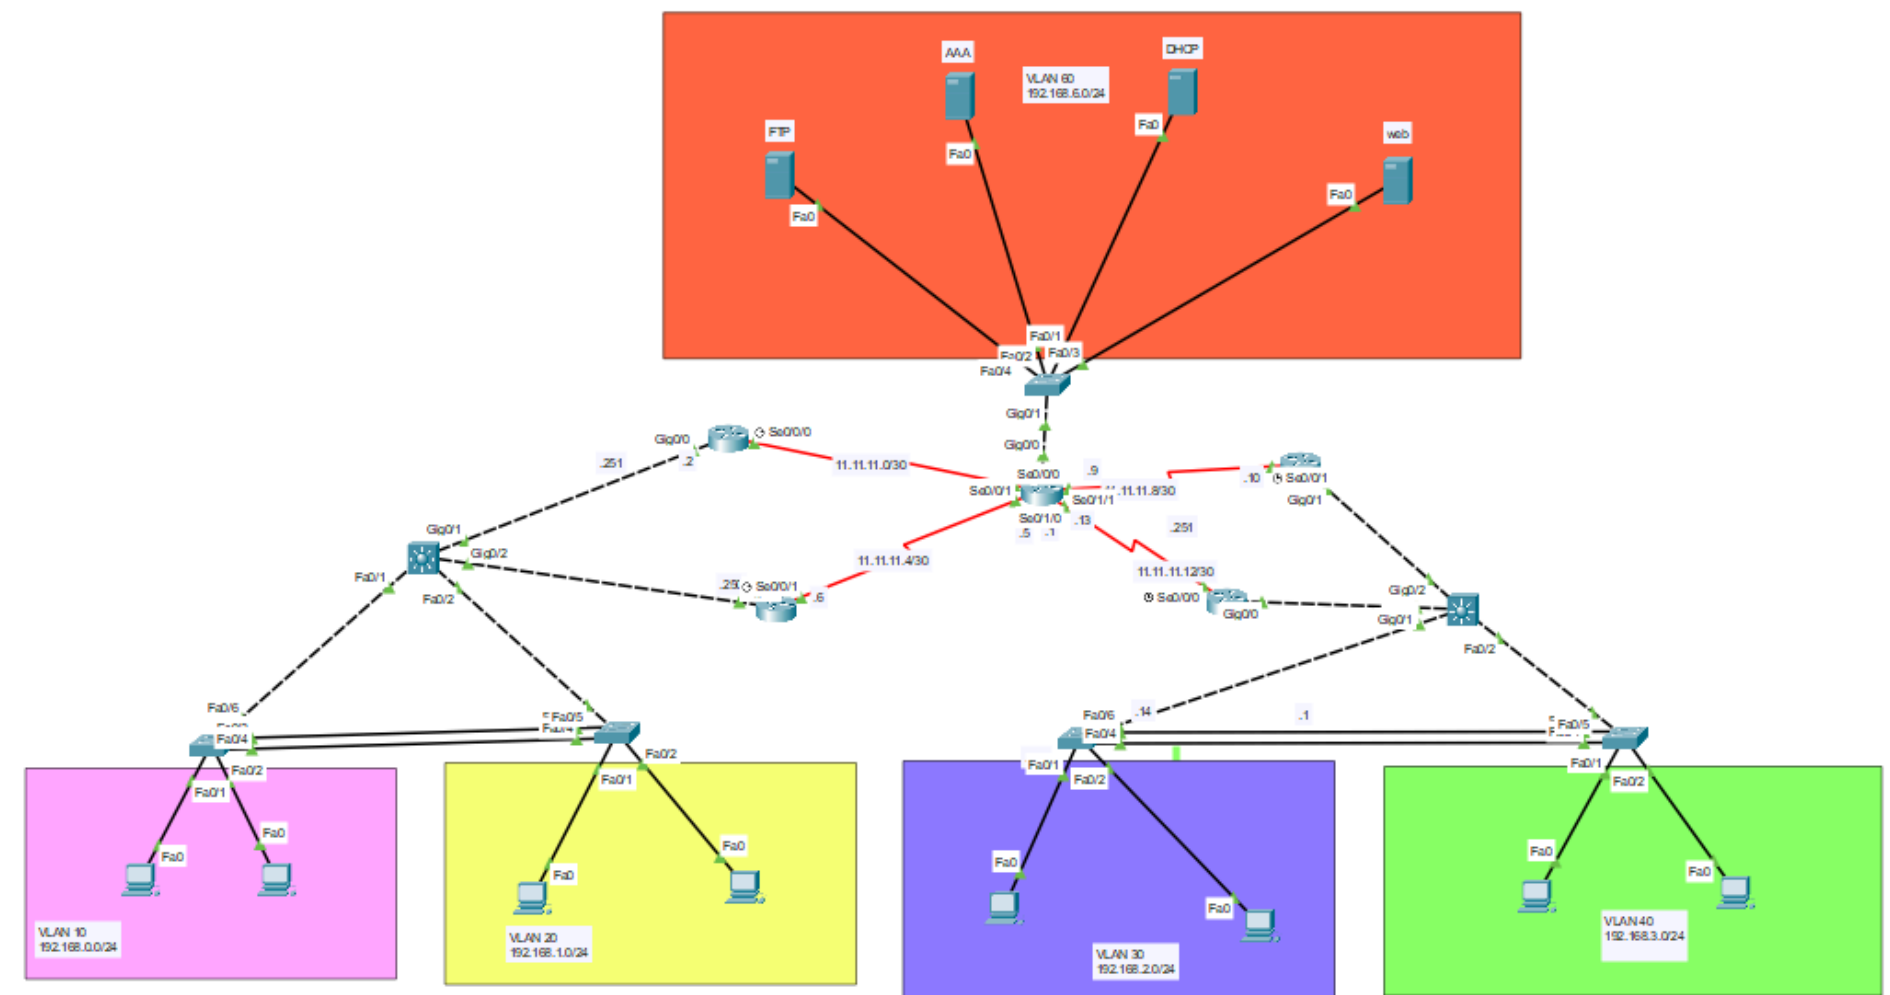 AAA
DHCP
VLAN 60
192.168.6.0/24
FTP
Fa0
Fa0
web
Fa0
Fa0
Fa0/1
Fa0/2
Fa0/3
Fa0/4
Gig0/1
Gig0/0
Gig0/0
Se0/0/0
.251
.2
11.11.11.0/30
Se0/0/0
.9
Se0/0/1
.11.11.8/30
Se0/1/1
.10
Se0/0/1
Gig0/1
Se0/1/0
.13
.5
.1
.251
Gig0/1
Gig0/2
11.11.11.4/30
11.11.11.12/30
Fa0/1
Fa0/2
Se0/0/1
.6
Se0/0/0
Gig0/0
Gig0/2
Gig0/1
Fa0/2
Fa0/6
Fa0/4
Fa0/5
Fa0/2
Fa0/2
Fa0/1
Fa0/1
Fa0/6
.14
.1
Fa0/4
Fa0/5
Fa0/1
Fa0/2
Fa0/1
Fa0/2
Fa0
Fa0
Fa0
Fa0
Fa0
Fa0
Fa0
Fa0
VLAN 10
192.168.0.0/24
VLAN 20
192.168.1.0/24
VLAN 30
192.168.2.0/24
VLAN 40
192.168.3.0/24